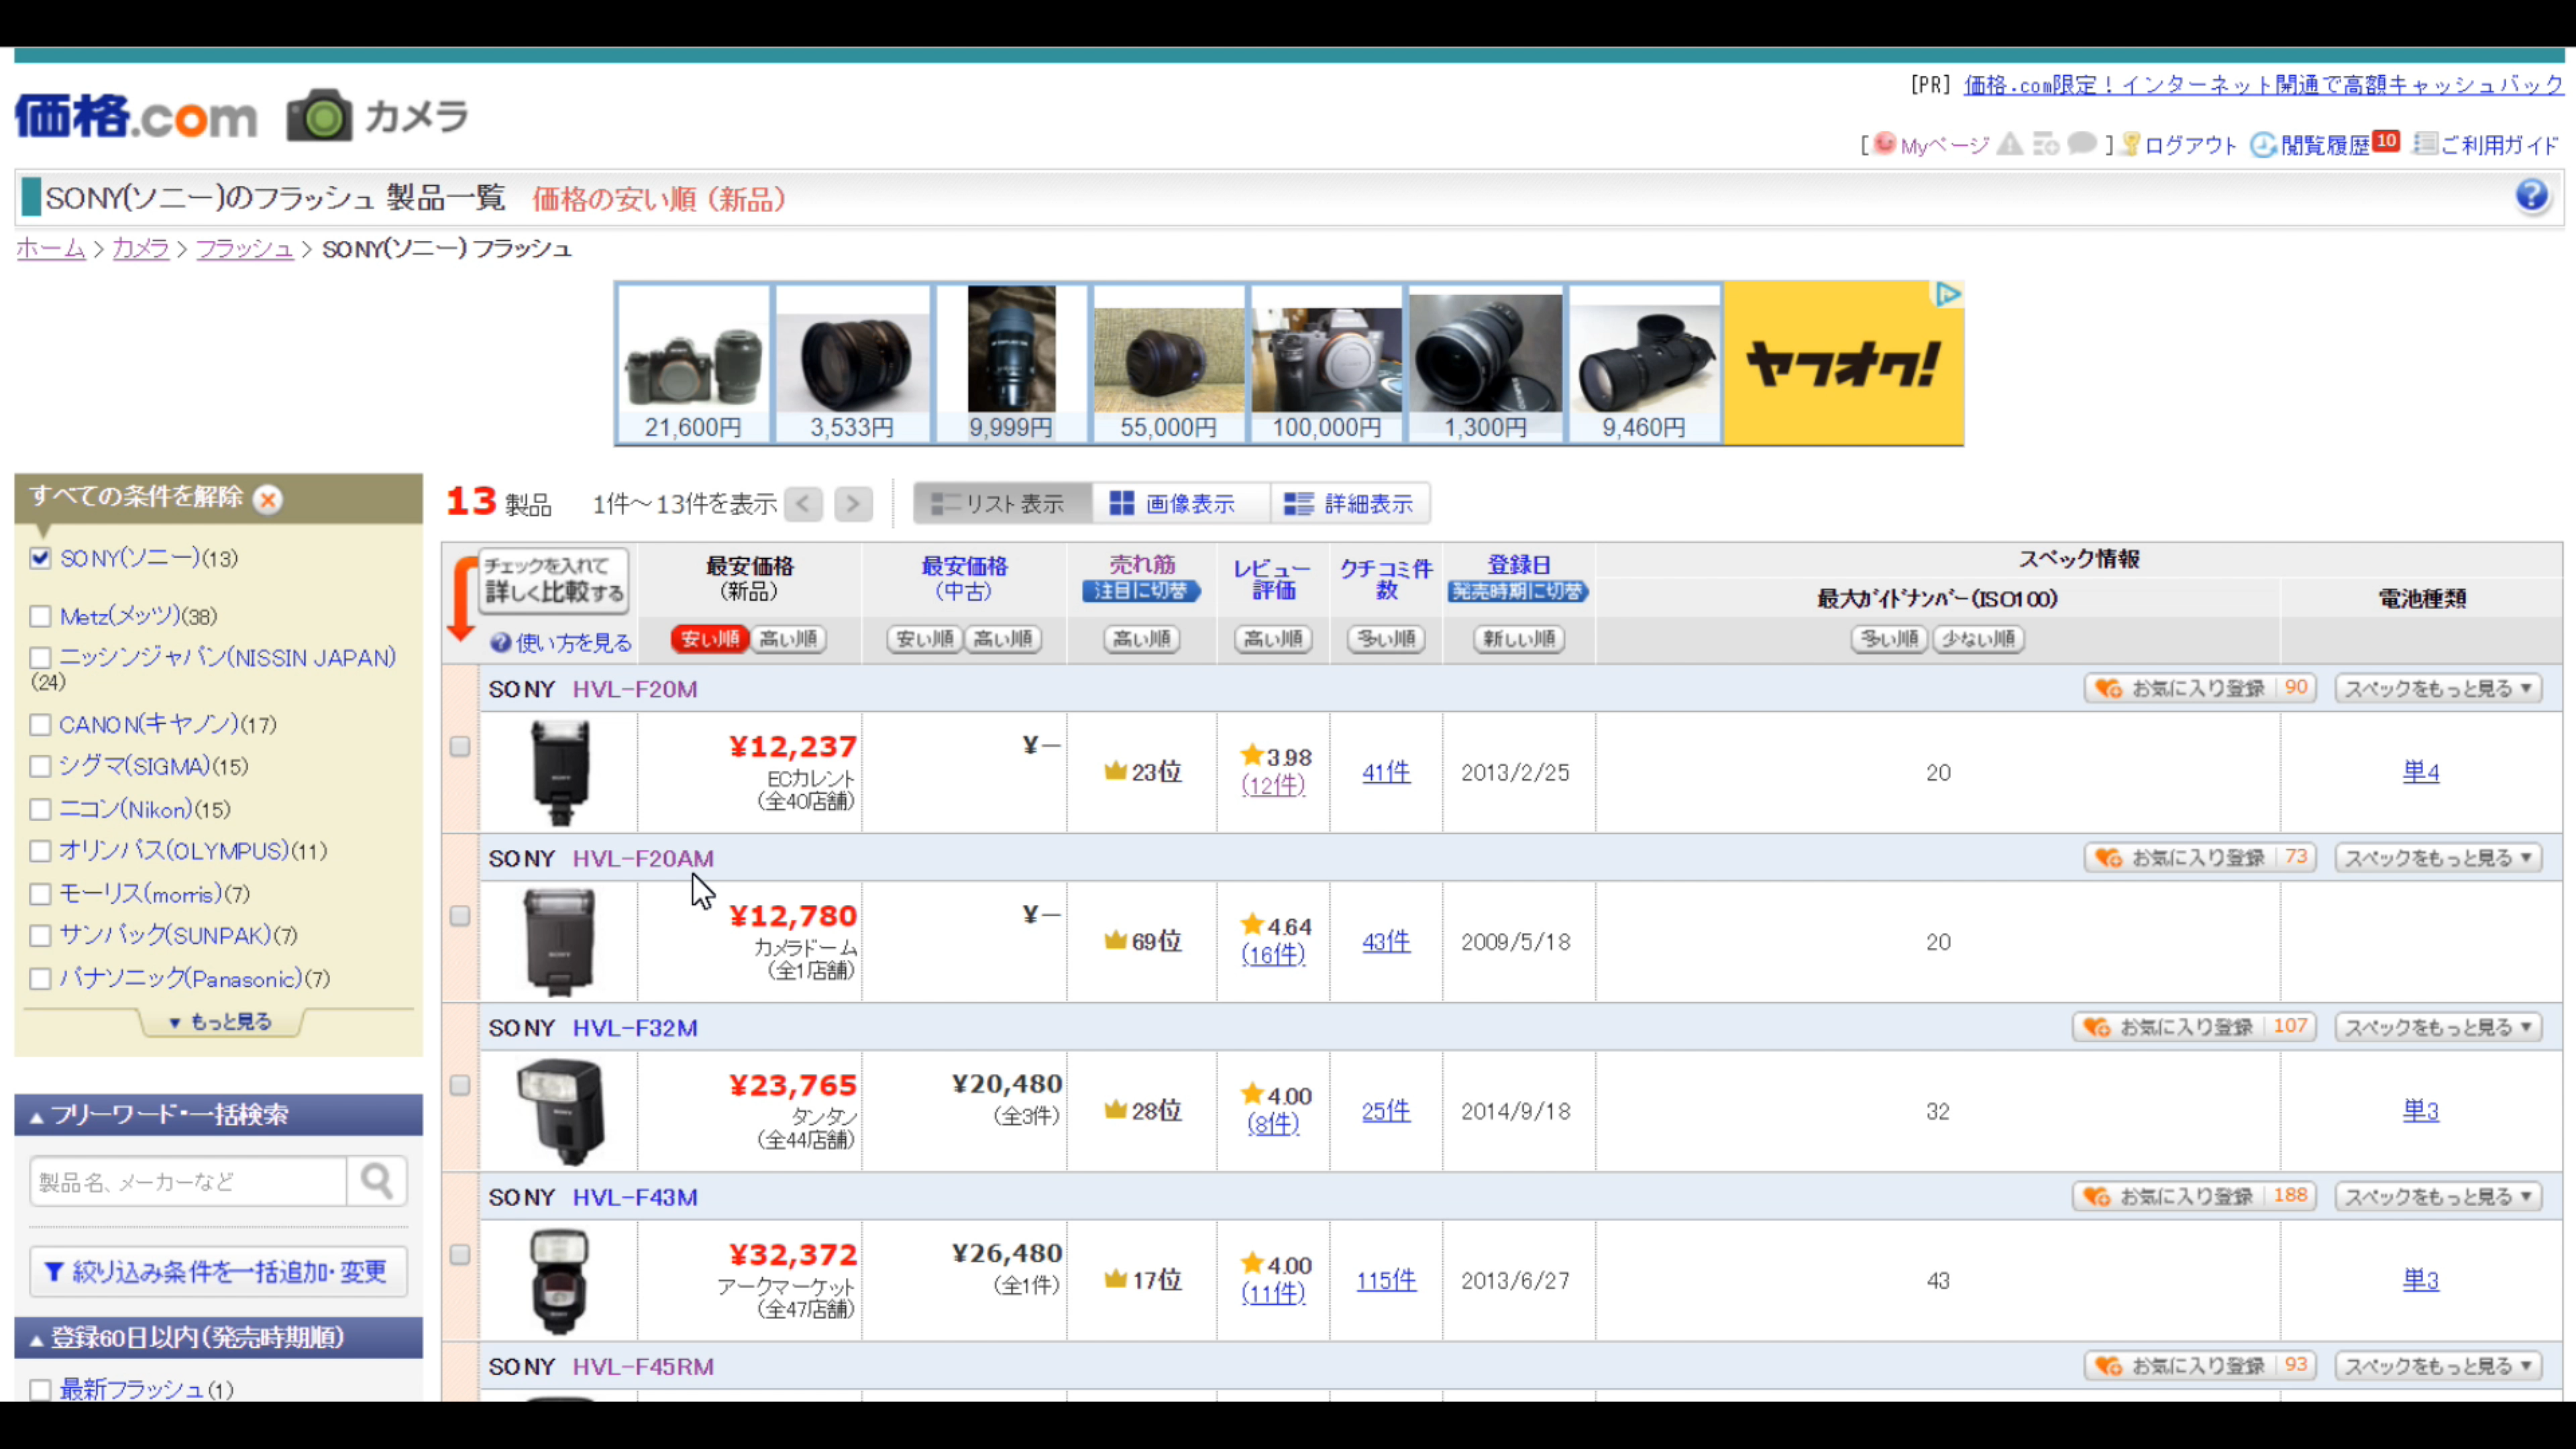 [PR] 価格.com限定！インターネット開通で高額キャッシュバック
価格.com カメラ
[ Myページ ] ログアウト 閲覧履歴 10 ご利用ガイド
SONY(ソニー)のフラッシュ 製品一覧 価格の安い順（新品）
ホーム > カメラ > フラッシュ > SONY(ソニー) フラッシュ
21,600円 3,533円 9,999円 55,000円 100,000円 1,300円 9,460円 ヤフオク!
すべての条件を解除
SONY(ソニー)(13)
Metz(メッツ)(38)
ニッシンジャパン(NISSIN JAPAN)
(24)
CANON(キヤノン)(17)
シグマ(SIGMA)(15)
ニコン(Nikon)(15)
オリンパス(OLYMPUS)(11)
モーリス(morris)(7)
サンパック(SUNPAK)(7)
パナソニック(Panasonic)(7)
▼ もっと見る
▲フリーワード・一括検索
製品名、メーカーなど
絞り込み条件を一括追加・変更
▲登録60日以内(発売時期順)
最新フラッシュ(1)
13 製品 1件～13件を表示 < > リスト表示 画像表示 詳細表示
チェックを入れて
詳しく比較する
使い方を見る
最安価格
(新品)
安い順 高い順
最安価格
(中古)
安い順 高い順
売れ筋
注目に切替
高い順
レビュー
評価
高い順
クチコミ件
数
多い順
登録日
発売時期に切替
新しい順
スペック情報
最大ガイドナンバー(ISO100)
多い順 少ない順
電池種類
SONY HVL-F20M お気に入り登録 90 スペックをもっと見る▼
¥12,237
ECカレント
(全40店舗)
¥―
23位
3.98
(12件)
41件
2013/2/25
20
単4
SONY HVL-F20AM お気に入り登録 73 スペックをもっと見る▼
¥12,780
カメラドーム
(全1店舗)
¥―
69位
4.64
(16件)
43件
2009/5/18
20
SONY HVL-F32M お気に入り登録 107 スペックをもっと見る▼
¥23,765
タンタン
(全44店舗)
¥20,480
(全3件)
28位
4.00
(8件)
25件
2014/9/18
32
単3
SONY HVL-F43M お気に入り登録 188 スペックをもっと見る▼
¥32,372
アークマーケット
(全47店舗)
¥26,480
(全1件)
17位
4.00
(11件)
115件
2013/6/27
43
単3
SONY HVL-F45RM お気に入り登録 93 スペックをもっと見る▼